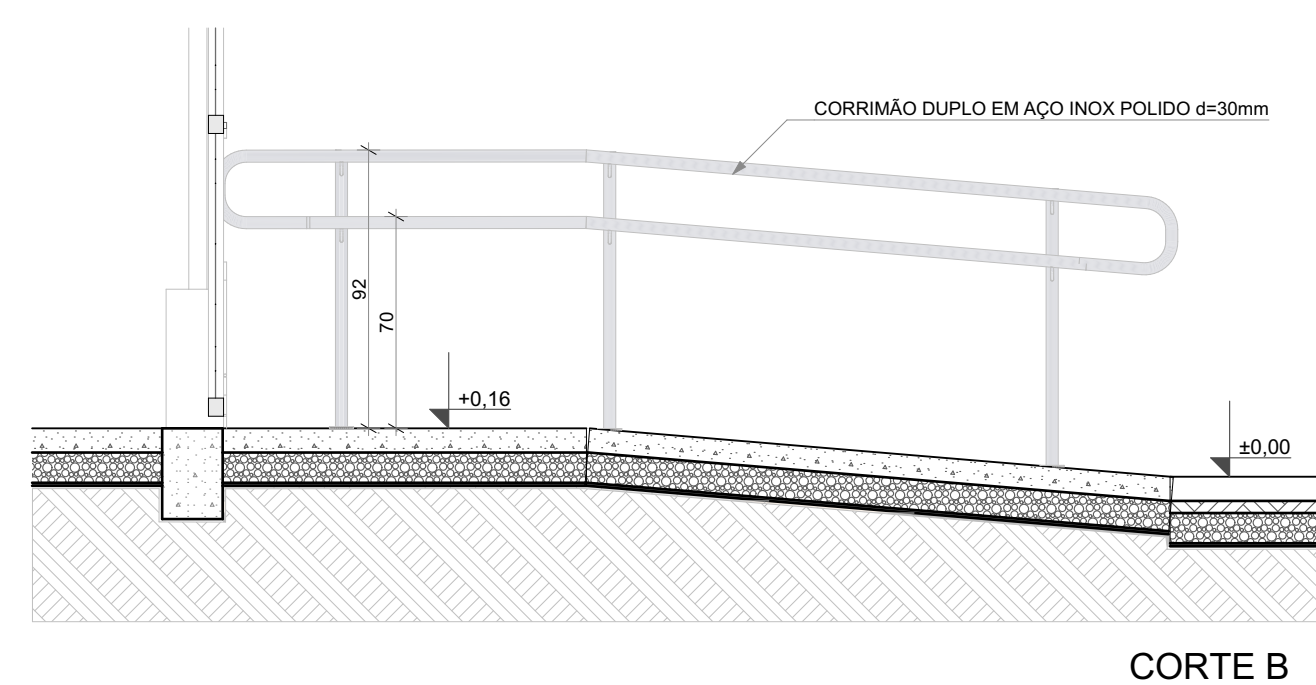 CORRIMÃO DUPLO EM AÇO INOX POLIDO d=30mm
92
70
+0,16
±0,00
CORTE B